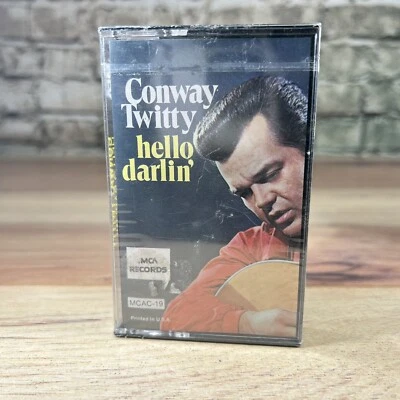 Conway
Twitty
hello
darlin'
MCA
RECORDS
MCAC-19
Printed in U.S.A.